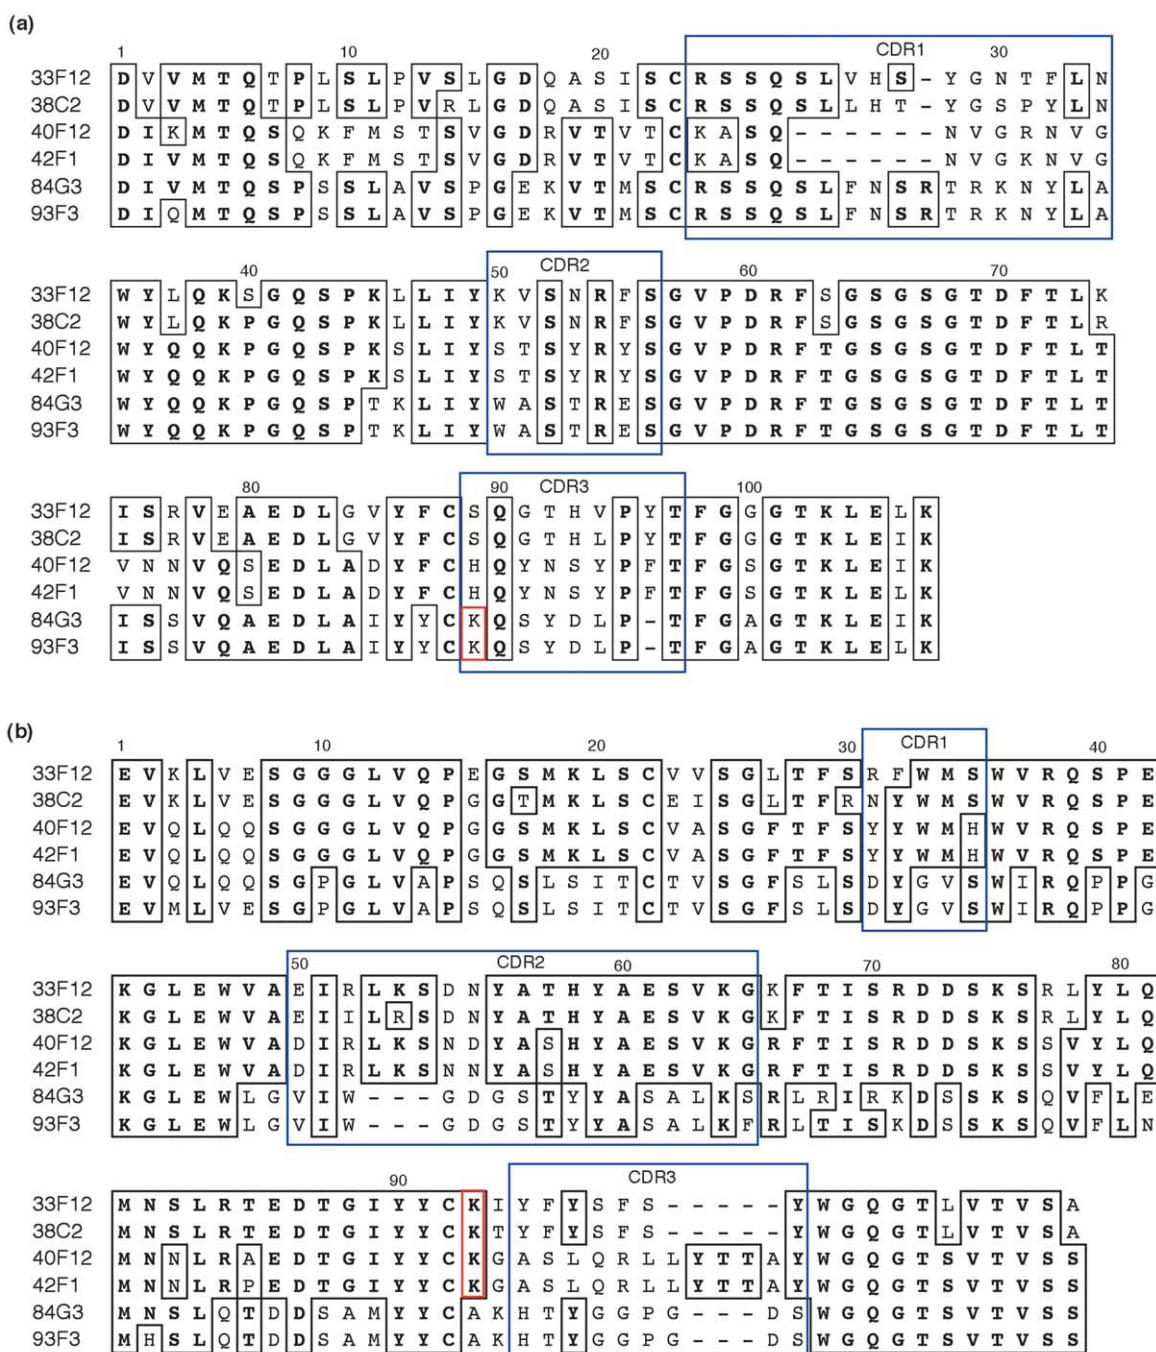 (a)
1 10 20 CDR1 30
33F12 D V V M T Q T P L S L P V S L G D Q A S I S C R S S Q S L V H S - Y G N T F L N
38C2 D V V M T Q T P L S L P V R L G D Q A S I S C R S S Q S L L H T - Y G S P Y L N
40F12 D I K M T Q S Q K F M S T S V G D R V T V T C K A S Q - - - - - - N V G R N V G
42F1 D I V M T Q S Q K F M S T S V G D R V T V T C K A S Q - - - - - - N V G K N V G
84G3 D I V M T Q S P S S L A V S P G E K V T M S C R S S Q S L F N S R T R K N Y L A
93F3 D I Q M T Q S P S S L A V S P G E K V T M S C R S S Q S L F N S R T R K N Y L A
40 50 CDR2 60 70
33F12 W Y L Q K S G Q S P K L L I Y K V S N R F S G V P D R F S G S G S G T D F T L K
38C2 W Y L Q K P G Q S P K L L I Y K V S N R F S G V P D R F S G S G S G T D F T L R
40F12 W Y Q Q K P G Q S P K S L I Y S T S Y R Y S G V P D R F T G S G S G T D F T L T
42F1 W Y Q Q K P G Q S P K S L I Y S T S Y R Y S G V P D R F T G S G S G T D F T L T
84G3 W Y Q Q K P G Q S P T K L I Y W A S T R E S G V P D R F T G S G S G T D F T L T
93F3 W Y Q Q K P G Q S P T K L I Y W A S T R E S G V P D R F T G S G S G T D F T L T
80 90 CDR3 100
33F12 I S R V E A E D L G V Y F C S Q G T H V P Y T F G G G T K L E L K
38C2 I S R V E A E D L G V Y F C S Q G T H L P Y T F G G G T K L E I K
40F12 V N N V Q S E D L A D Y F C H Q Y N S Y P F T F G S G T K L E I K
42F1 V N N V Q S E D L A D Y F C H Q Y N S Y P F T F G S G T K L E I K
84G3 I S S V Q A E D L A I Y Y C K Q S Y D L P - T F G A G T K L E I K
93F3 I S S V Q A E D L A I Y Y C K Q S Y D L P - T F G A G T K L E L K
(b)
1 10 20 30 CDR1 40
33F12 E V K L V E S G G G L V Q P E G S M K L S C V V S G L T F S R F W M S W V R Q S P E
38C2 E V K L V E S G G G L V Q P G G T M K L S C E I S G L T F R N Y W M S W V R Q S P E
40F12 E V Q L Q Q S G G G L V Q P G G S M K L S C V A S G F T F S Y Y W M H W V R Q S P E
42F1 E V Q L Q Q S G G G L V Q P G G S M K L S C V A S G F T F S Y Y W M H W V R Q S P E
84G3 E V Q L Q Q S G P G L V A P S Q S L S I T C T V S G F S L S D Y G V S W I R Q P P G
93F3 E V M L V E S G P G L V A P S Q S L S I T C T V S G F S L S D Y G V S W I R Q P P G
50 CDR2 60 70 80
33F12 K G L E W V A E I R L K S D N Y A T H Y A E S V K G K F T I S R D D S K S R L Y L Q
38C2 K G L E W V A E I I L R S D N Y A T H Y A E S V K G K F T I S R D D S K S R L Y L Q
40F12 K G L E W V A D I R L K S N D Y A S H Y A E S V K G R F T I S R D D S K S S V Y L Q
42F1 K G L E W V A D I R L K S N N Y A S H Y A E S V K G R F T I S R D D S K S S V Y L Q
84G3 K G L E W L G V I W - - - G D G S T Y Y A S A L K S R L R I R K D S S K S Q V F L E
93F3 K G L E W L G V I W - - - G D G S T Y Y A S A L K F R L T I S K D S S K S Q V F L N
90 CDR3
33F12 M N S L R T E D T G I Y Y C K I Y F Y S F S - - - - - Y W G Q G T L V T V S A
38C2 M N S L R T E D T G I Y Y C K T Y F Y S F S - - - - - Y W G Q G T L V T V S A
40F12 M N N L R A E D T G I Y Y C K G A S L Q R L L Y T T A Y W G Q G T S V T V S S
42F1 M N N L R P E D T G I Y Y C K G A S L Q R L L Y T T A Y W G Q G T S V T V S S
84G3 M N S L Q T D D S A M Y Y C A K H T Y G G P G - - - D S W G Q G T S V T V S S
93F3 M H S L Q T D D S A M Y Y C A K H T Y G G P G - - - D S W G Q G T S V T V S S